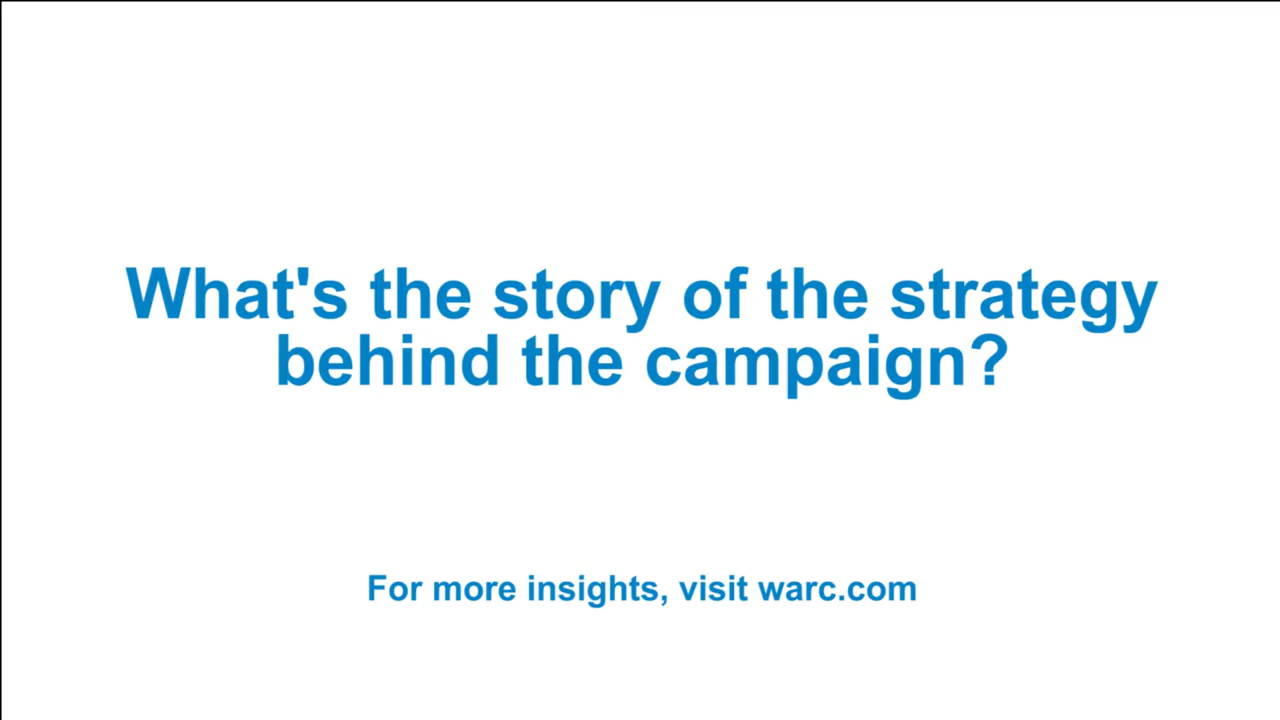 What's the story of the strategy
behind the campaign?
For more insights, visit warc.com